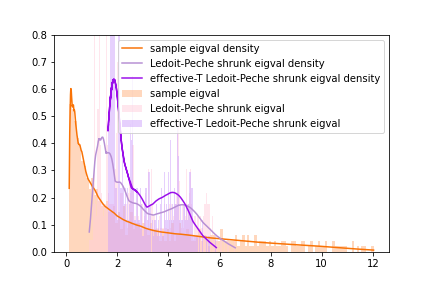 0.8
0.7
0.6
0.5
0.4
0.3
0.2
0.1
0.0
0 2 4 6 8 10 12
sample eigval density
Ledoit-Peche shrunk eigval density
effective-T Ledoit-Peche shrunk eigval density
sample eigval
Ledoit-Peche shrunk eigval
effective-T Ledoit-Peche shrunk eigval